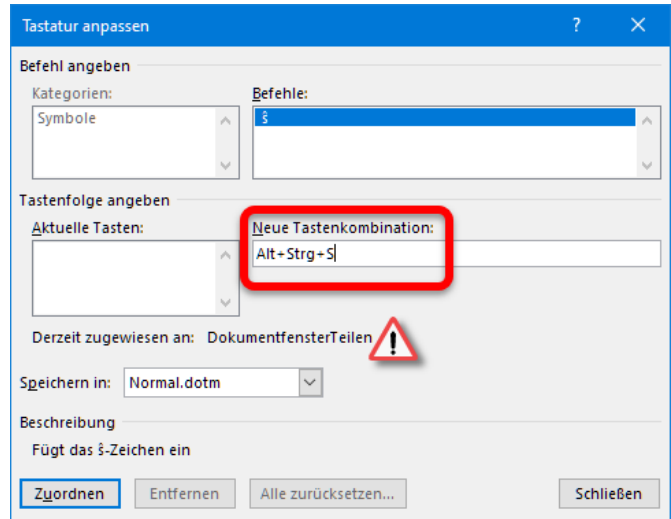 Tastatur anpassen ? ×
Befehl angeben
Kategorien: Befehle:
Symbole ŝ
Tastenfolge angeben
Aktuelle Tasten: Neue Tastenkombination:
Alt+Strg+S
Derzeit zugewiesen an: DokumentfensterTeilen
Speichern in: Normal.dotm
Beschreibung
Fügt das ŝ-Zeichen ein
Zuordnen Entfernen Alle zurücksetzen... Schließen